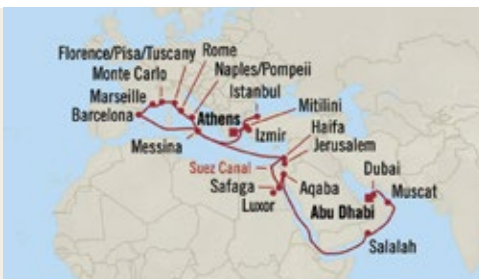 Florence/Pisa/Tuscany
Rome
Monte Carlo
Naples/Pompeii
Marseille
Istanbul
Barcelona
Athens
Mitilini
Izmir
Messina
Haifa
Jerusalem
Suez Canal
Dubai
Safaga
Aqaba
Muscat
Luxor
Abu Dhabi
Salalah